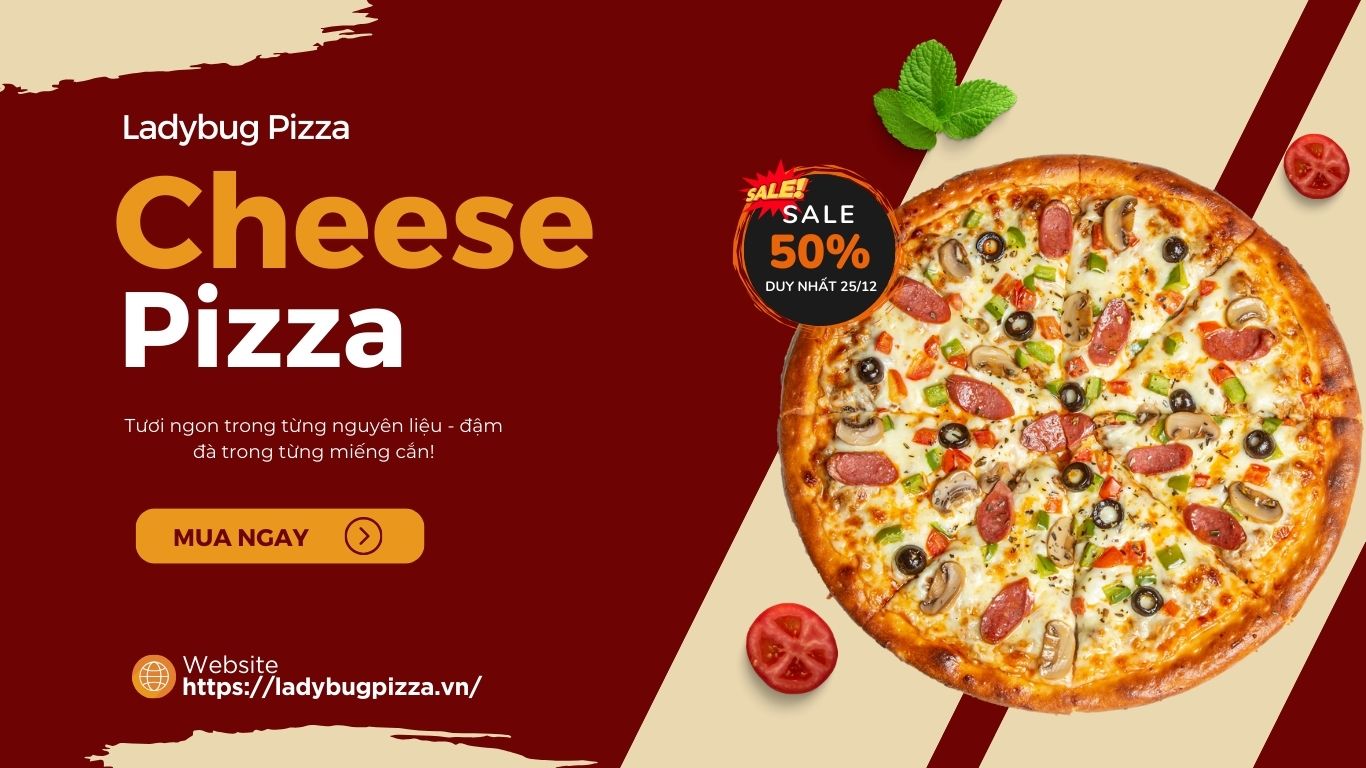 Ladybug Pizza
Cheese
Pizza
Tươi ngon trong từng nguyên liệu - đậm
đà trong từng miếng cắn!
MUA NGAY
Website
https://ladybugpizza.vn/
SALE!
SALE
50%
DUY NHẤT 25/12